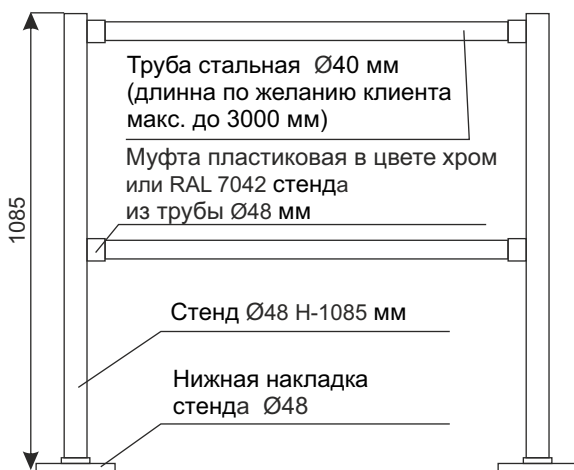 Труба стальная Ø40 мм
(длинна по желанию клиента
макс. до 3000 мм)
Муфта пластиковая в цвете хром
или RAL 7042 стенда
из трубы Ø48 мм
1085
Стенд Ø48 H-1085 мм
Нижная накладка
стенда Ø48